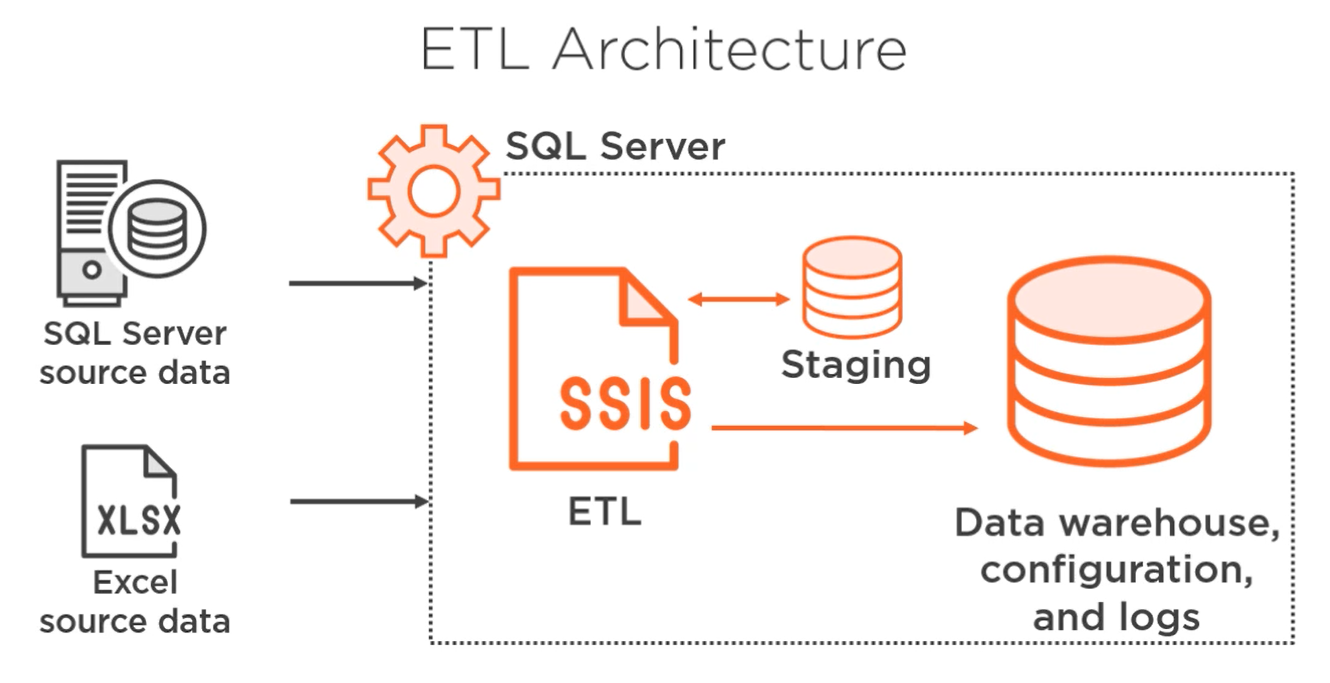 ETL Architecture
SQL Server
SQL Server
source data
XLSX
Excel
source data
SSIS
ETL
Staging
Data warehouse,
configuration,
and logs